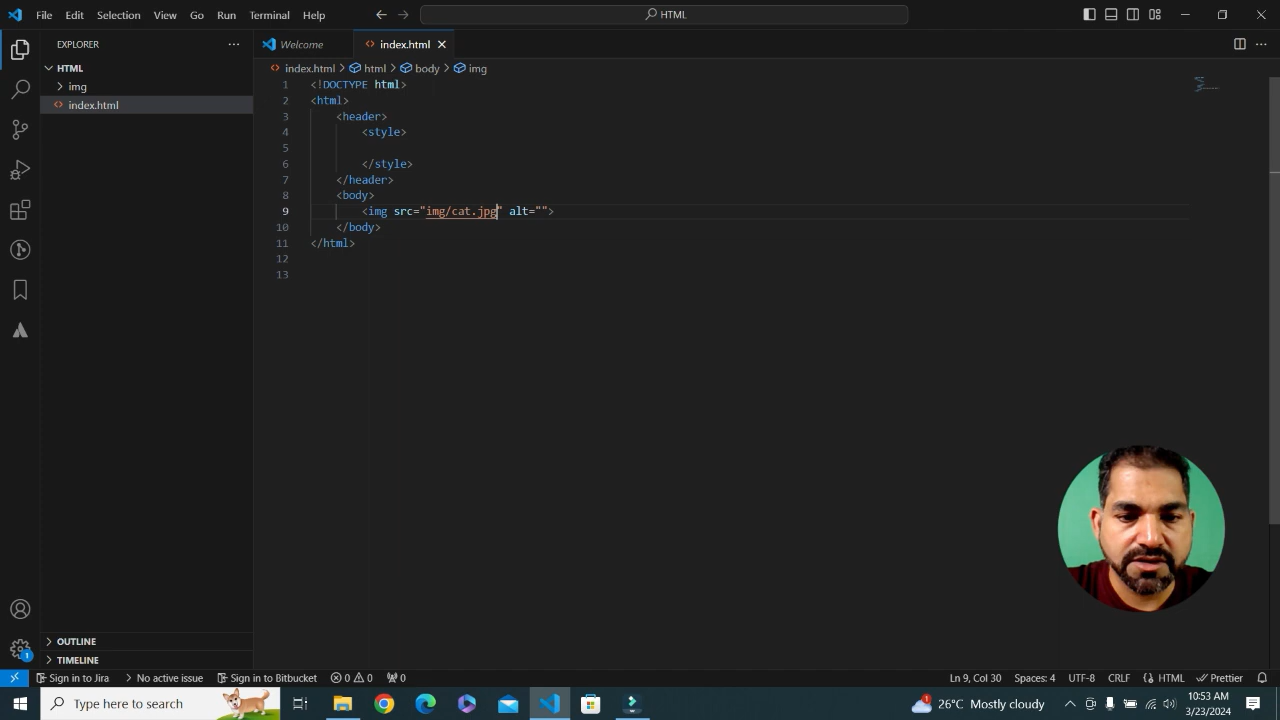 File Edit Selection View Go Run Terminal Help HTML
EXPLORER
Welcome index.html
HTML
index.html > html > body > img
img
index.html
1 <!DOCTYPE html>
2 <html>
3 <header>
4 <style>
5
6 </style>
7 </header>
8 <body>
9 <img src="img/cat.jpg" alt="">
10 </body>
11 </html>
12
13
OUTLINE
TIMELINE
1
Sign in to Jira No active issue Sign in to Bitbucket 0 0 0 Ln 9, Col 30 Spaces: 4 UTF-8 CRLF HTML Prettier
Type here to search 1 26°C Mostly cloudy 10:53 AM
3/23/2024